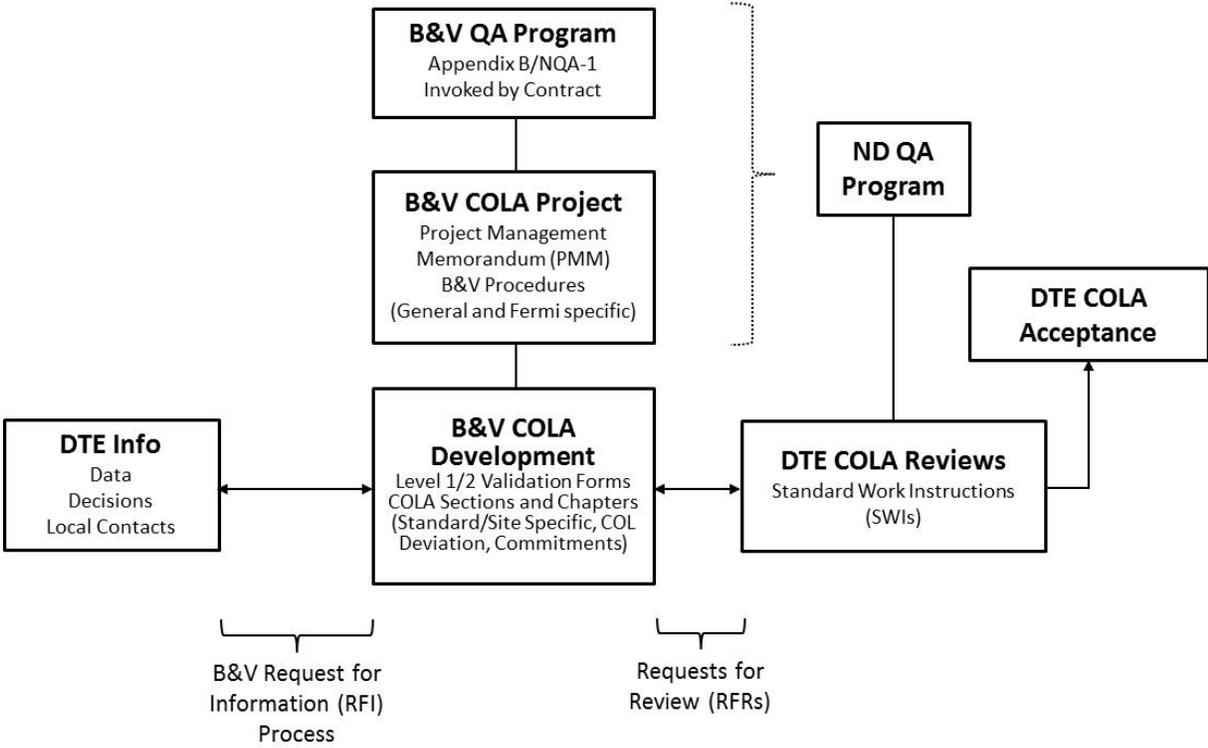 B&V QA Program
Appendix B/NQA-1
Invoked by Contract
ND QA
Program
B&V COLA Project
Project Management
Memorandum (PMM)
B&V Procedures
(General and Fermi specific)
DTE COLA
Acceptance
DTE Info
Data
Decisions
Local Contacts
B&V COLA
Development
Level 1/2 Validation Forms
COLA Sections and Chapters
(Standard/Site Specific, COL
Deviation, Commitments)
DTE COLA Reviews
Standard Work Instructions
(SWIs)
B&V Request for
Information (RFI)
Process
Requests for
Review (RFRs)